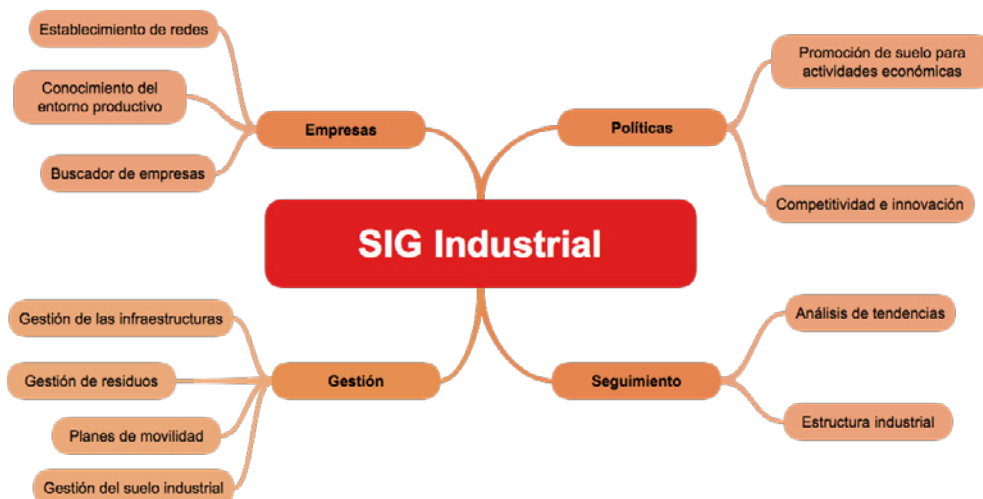 Establecimiento de redes
Conocimiento del
entorno productivo
Buscador de empresas
Empresas
Promoción de suelo para
actividades económicas
Políticas
Competitividad e innovación
SIG Industrial
Gestión de las infraestructuras
Gestión de residuos
Planes de movilidad
Gestión del suelo industrial
Gestión
Análisis de tendencias
Seguimiento
Estructura industrial